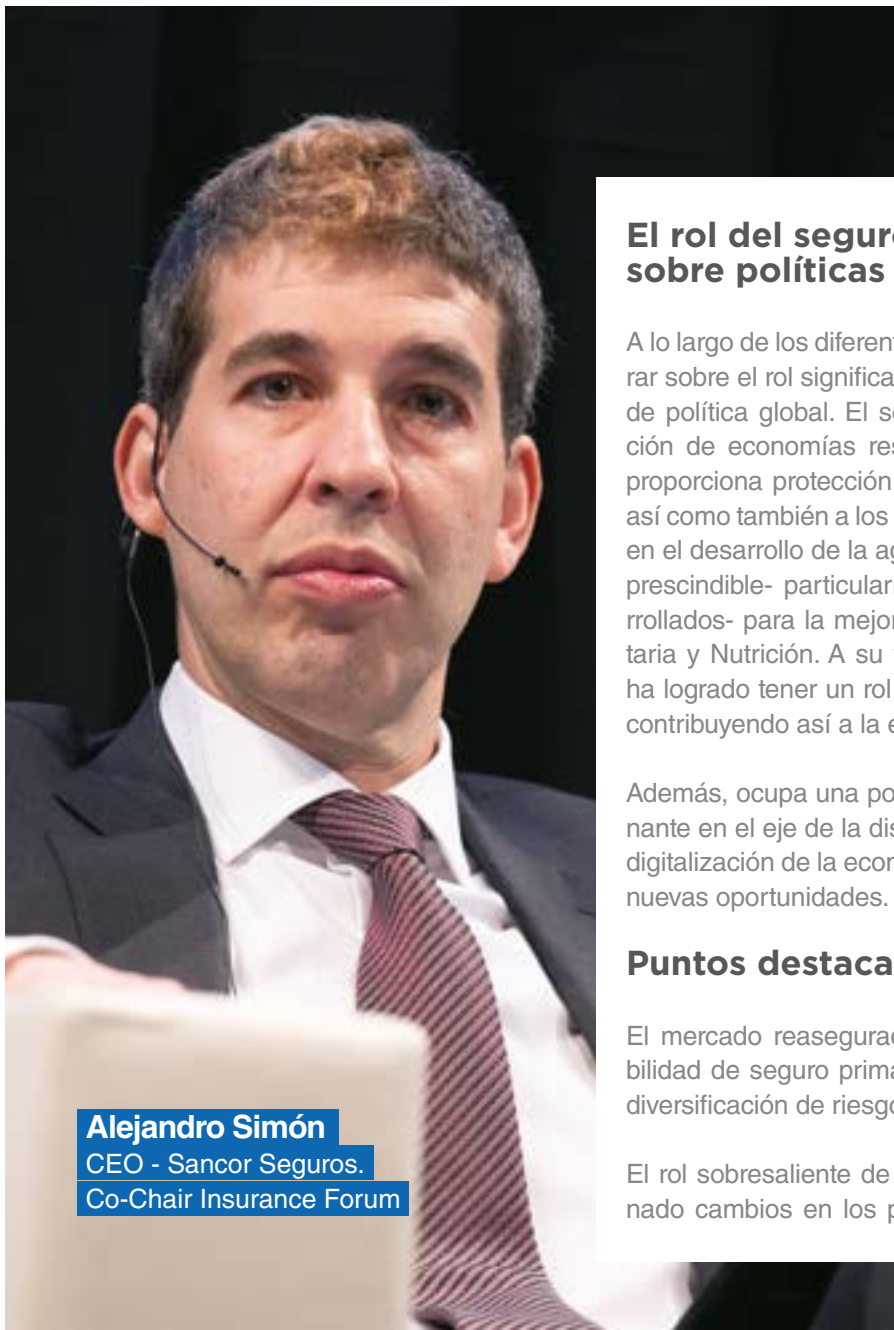 El rol del segur
sobre políticas
A lo largo de los diferen
rar sobre el rol significa
de política global. El s
ción de economías res
proporciona protección
así como también a los
en el desarrollo de la ag
prescindible- particular
rrollados- para la mejor
taria y Nutrición. A su
ha logrado tener un rol
contribuyendo así a la e
Además, ocupa una po
nante en el eje de la dis
digitalización de la econ
nuevas oportunidades.
Puntos destaca
El mercado reasegurad
bilidad de seguro prima
diversificación de riesgo
El rol sobresaliente de
nado cambios en los p
Alejandro Simón
CEO - Sancor Seguros.
Co-Chair Insurance Forum